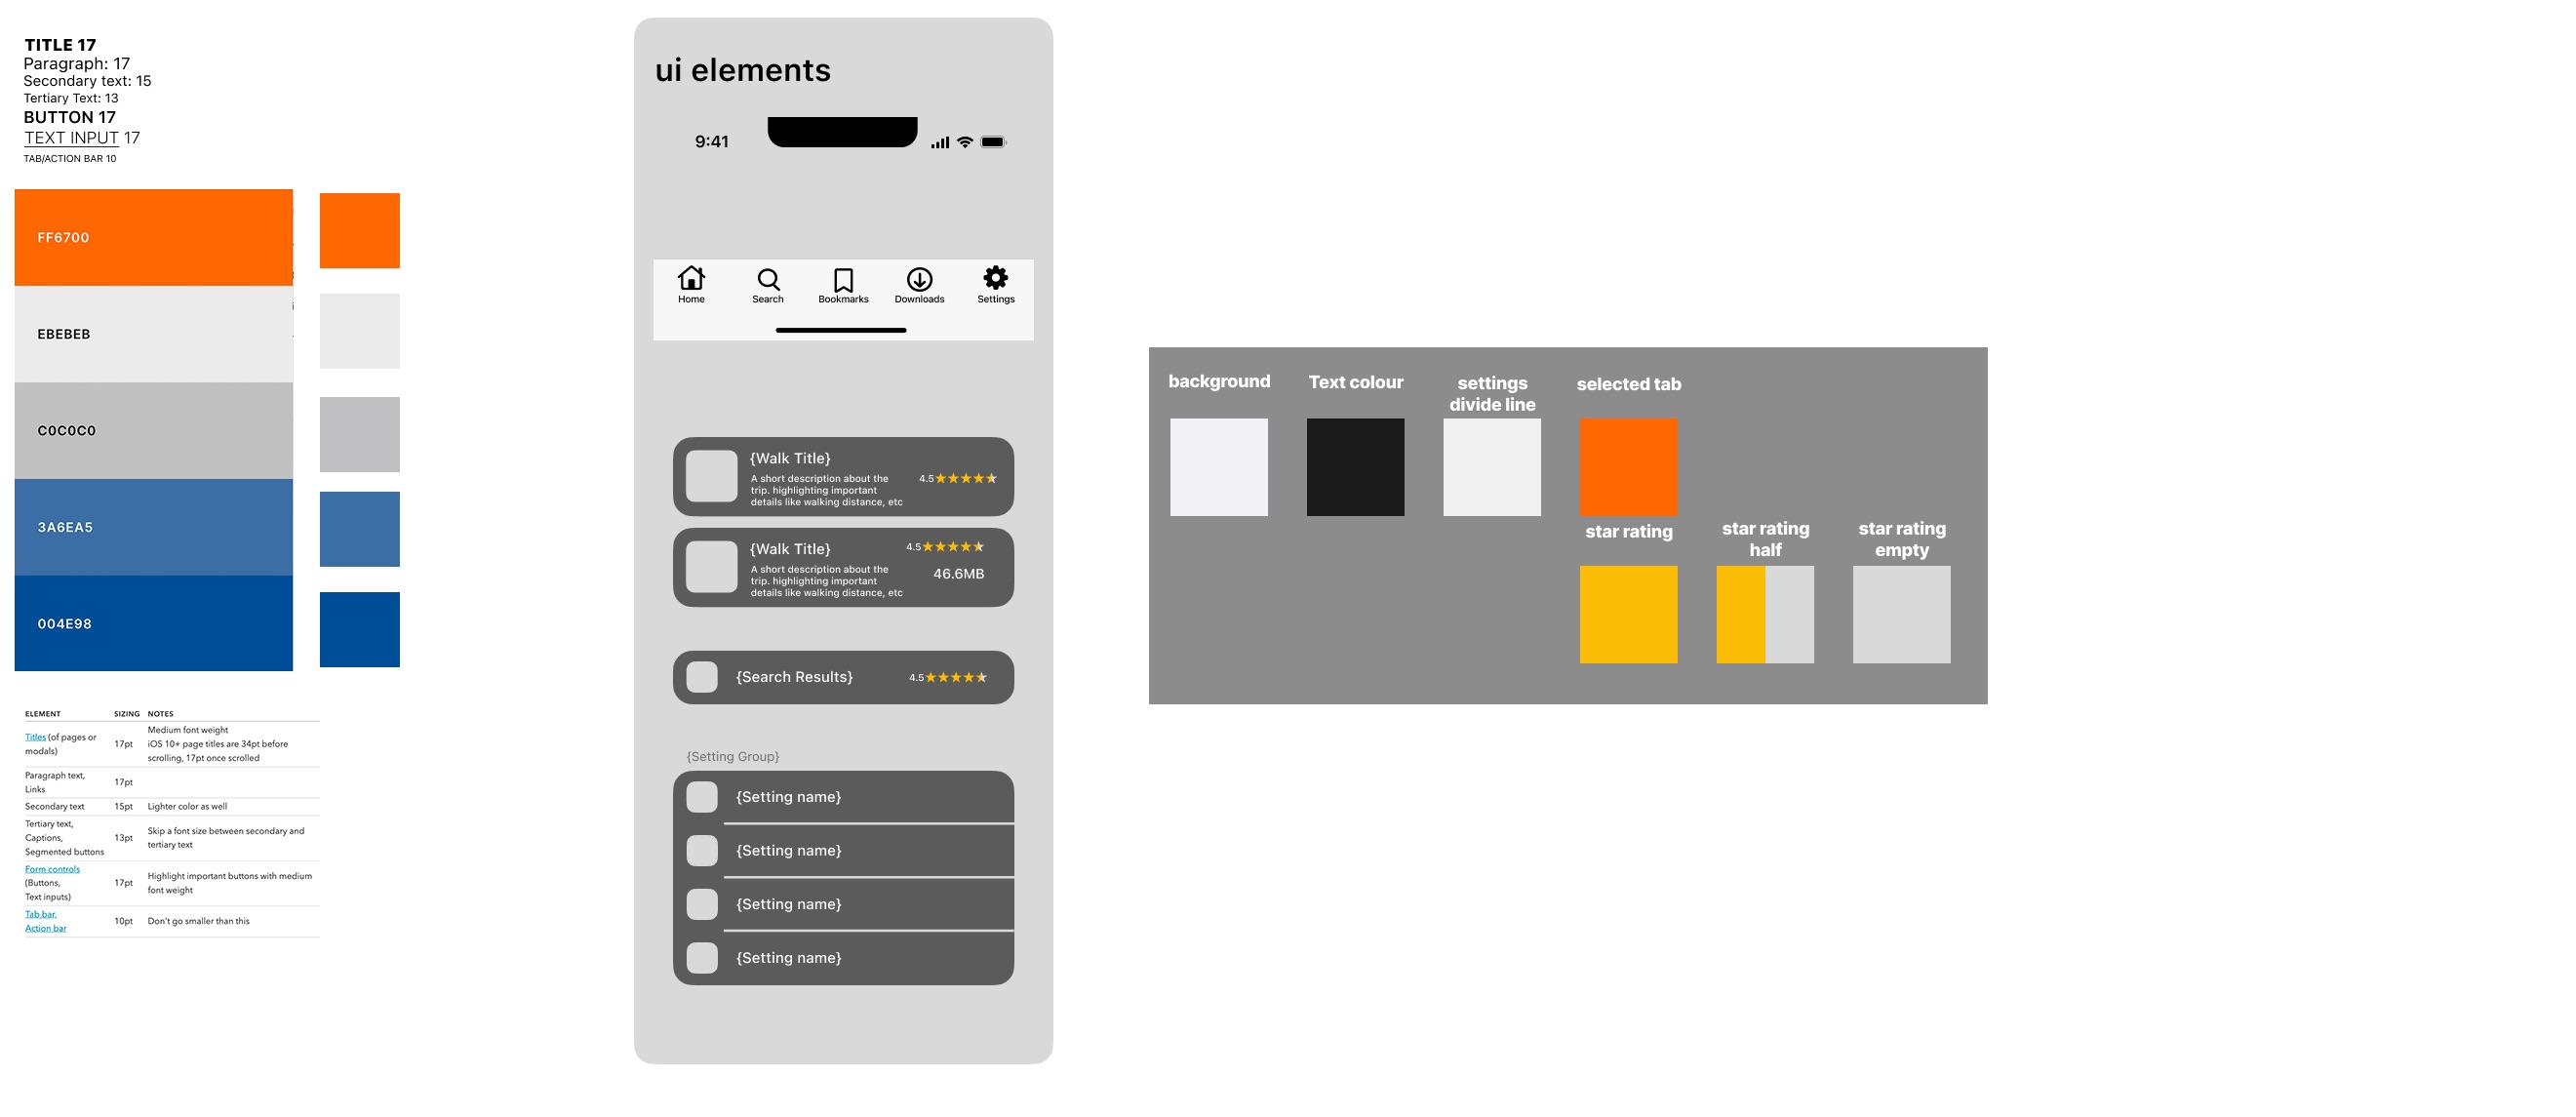 TITLE 17
Paragraph: 17
Secondary text: 15
Tertiary Text: 13
BUTTON 17
TEXT INPUT 17
TAB/ACTION BAR 10
FF6700
EBEBEB
C0C0C0
3A6EA5
004E98
ELEMENT SIZING NOTES
Titles (of pages or modals) 17pt Medium font weight
iOS 10+ page titles are 34pt before
scrolling, 17pt once scrolled
Paragraph text,
Links 17pt
Secondary text 15pt Lighter color as well
Tertiary text,
Captions,
Segmented buttons 13pt Skip a font size between secondary and
tertiary text
Form controls
(Buttons,
Text inputs) 17pt Highlight important buttons with medium
font weight
Tab bar,
Action bar 10pt Don't go smaller than this
ui elements
9:41
Home Search Bookmarks Downloads Settings
{Walk Title}
A short description about the
trip. highlighting important
details like walking distance, etc
4.5
{Walk Title}
A short description about the
trip. highlighting important
details like walking distance, etc
4.5
46.6MB
{Search Results} 4.5
{Setting Group}
{Setting name}
{Setting name}
{Setting name}
{Setting name}
background
Text colour
settings
divide line
selected tab
star rating
star rating
half
star rating
empty